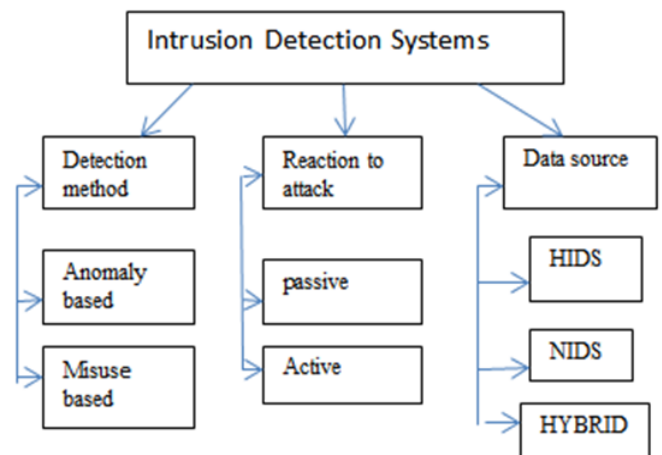 Intrusion Detection Systems
Detection
method
Reaction to
attack
Data source
Anomaly
based
passive
HIDS
Misuse
based
Active
NIDS
HYBRID